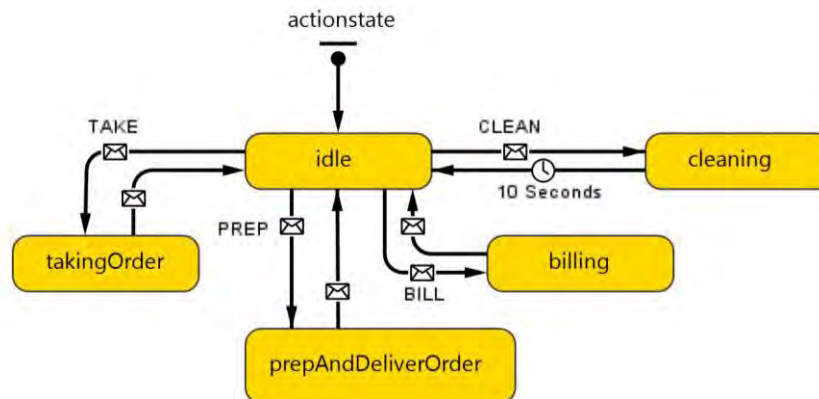 actionstate
TAKE
CLEAN
idle
cleaning
10 Seconds
PREP
takingOrder
billing
BILL
prepAndDeliverOrder